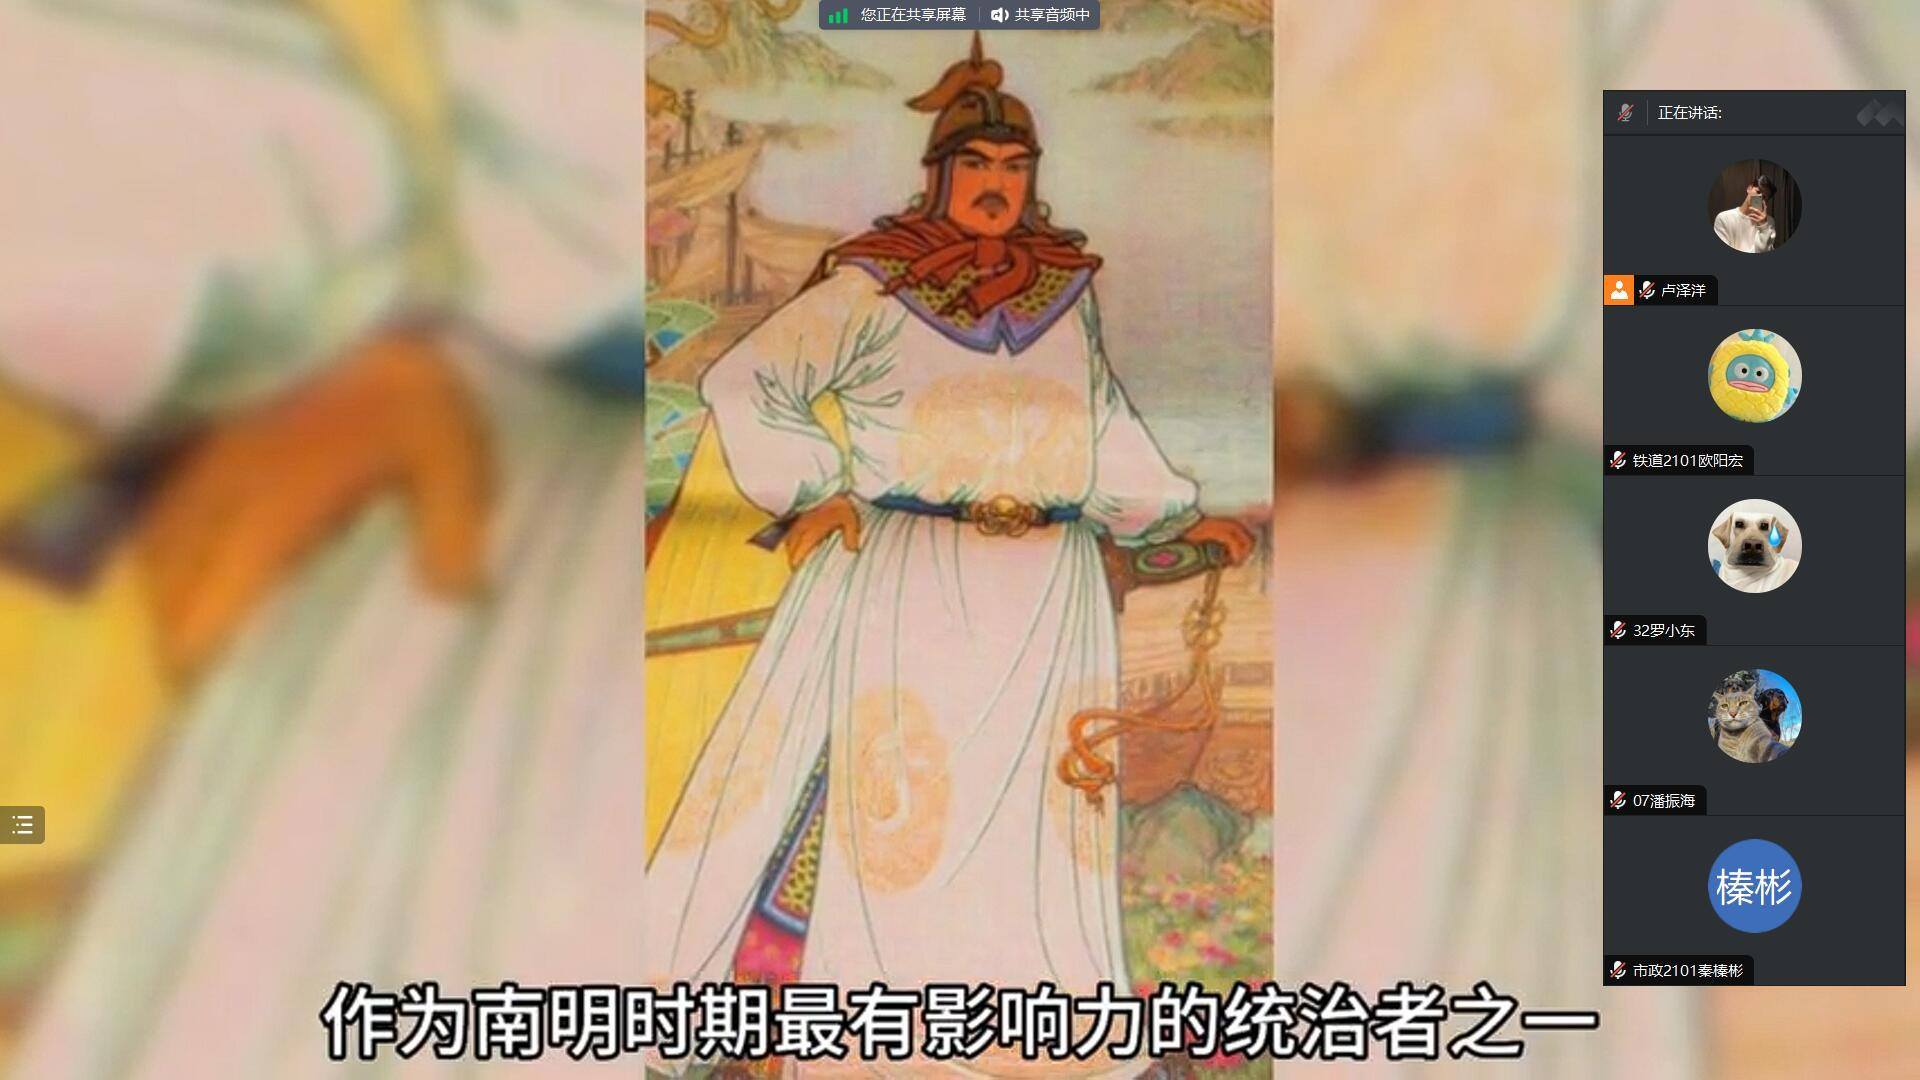 您正在共享屏幕
共享音频中
正在讲话:
卢泽洋
铁道2101欧阳宏
32罗小东
07潘振海
榛彬
市政2101秦榛彬
作为南明时期最有影响力的统治者之一